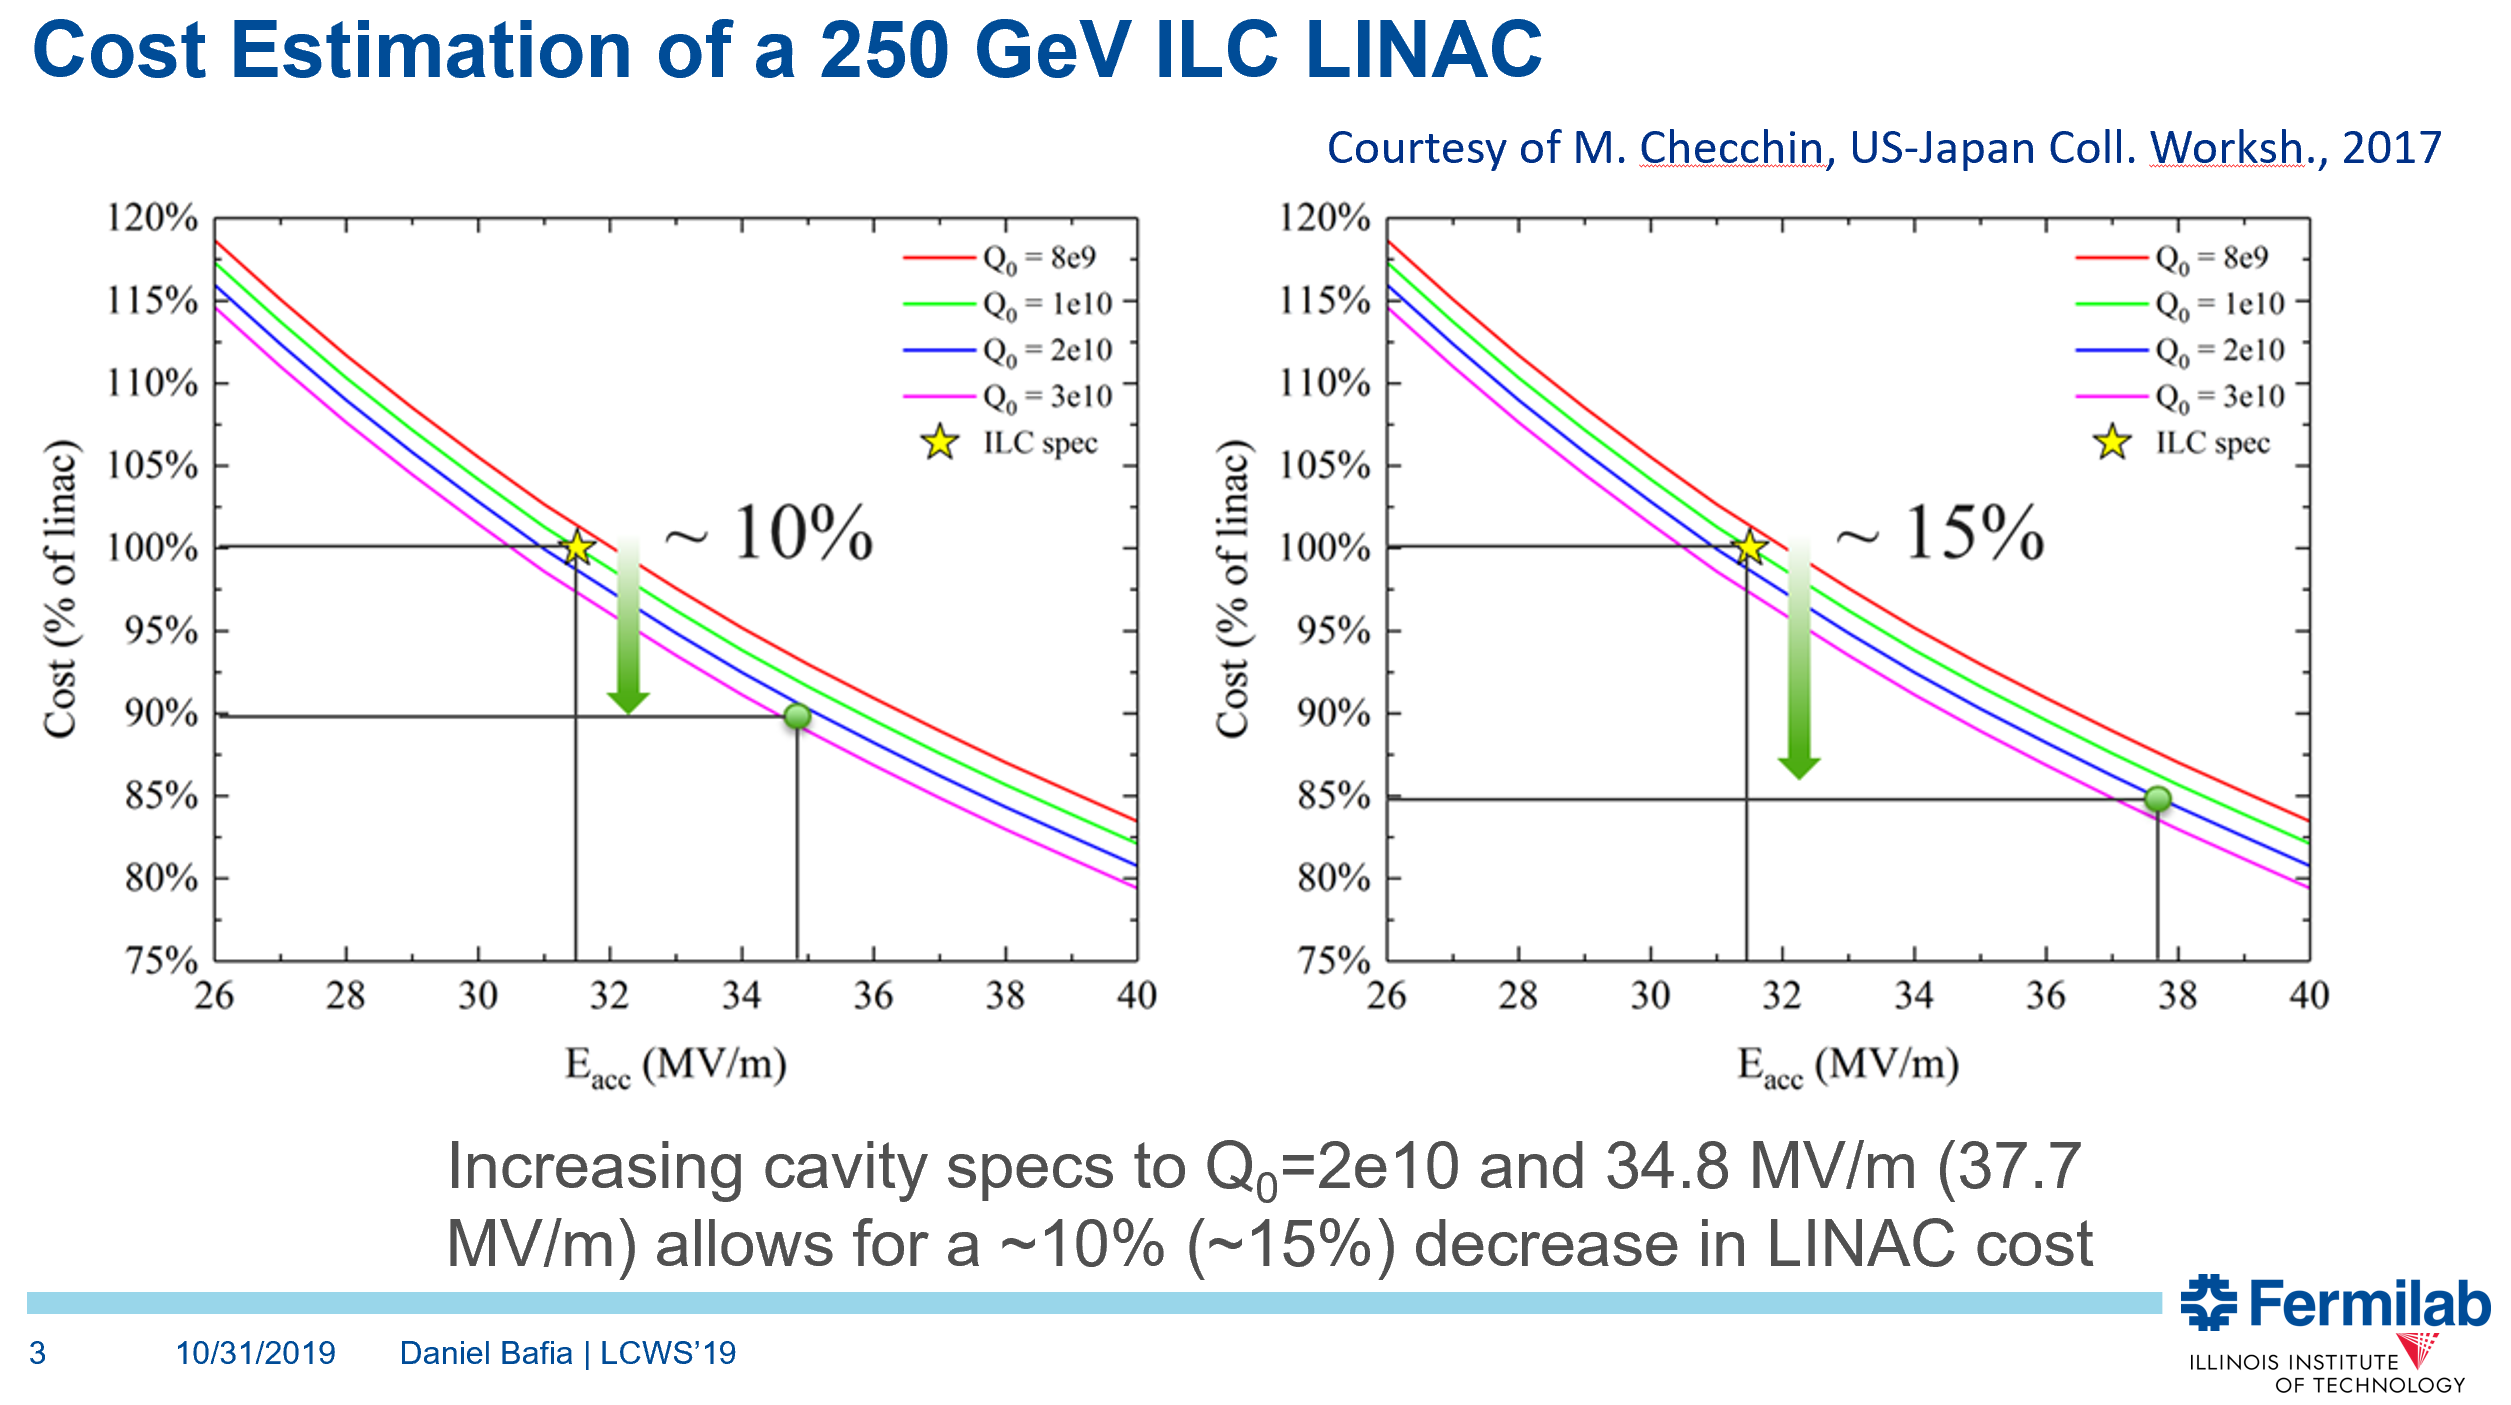 Cost Estimation of a 250 GeV ILC LINAC
Courtesy of M. Checchin, US-Japan Coll. Worksh., 2017
120%
115%
110%
105%
100%
95%
90%
85%
80%
75%
Cost (% of linac)
26 28 30 32 34 36 38 40
E_acc (MV/m)
Q₀ = 8e9
Q₀ = 1e10
Q₀ = 2e10
Q₀ = 3e10
ILC spec
~ 10%
120%
115%
110%
105%
100%
95%
90%
85%
80%
75%
Cost (% of linac)
26 28 30 32 34 36 38 40
E_acc (MV/m)
Q₀ = 8e9
Q₀ = 1e10
Q₀ = 2e10
Q₀ = 3e10
ILC spec
~ 15%
Increasing cavity specs to Q₀=2e10 and 34.8 MV/m (37.7
MV/m) allows for a ~10% (~15%) decrease in LINAC cost
Fermilab
3 10/31/2019 Daniel Bafia | LCWS’19
ILLINOIS INSTITUTE
OF TECHNOLOGY